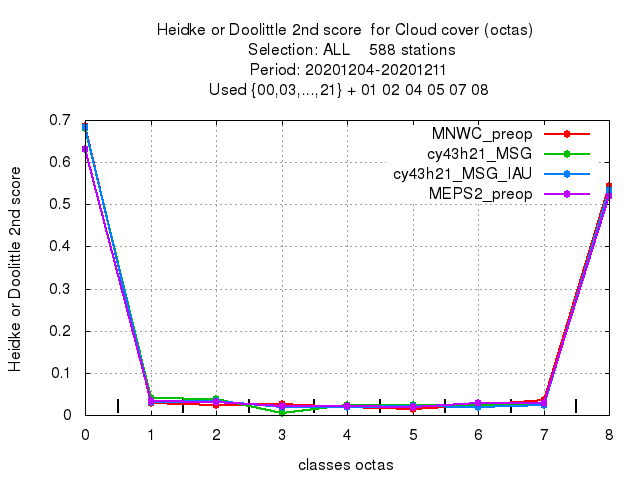 Heidke or Doolittle 2nd score  for Cloud cover (octas)
Selection: ALL    588 stations
Period: 20201204-20201211
Used {00,03,...,21} + 01 02 04 05 07 08
Heidke or Doolittle 2nd score
0.7
0.6
0.5
0.4
0.3
0.2
0.1
0
MNWC_preop
cy43h21_MSG
cy43h21_MSG_IAU
MEPS2_preop
0 1 2 3 4 5 6 7 8
classes octas